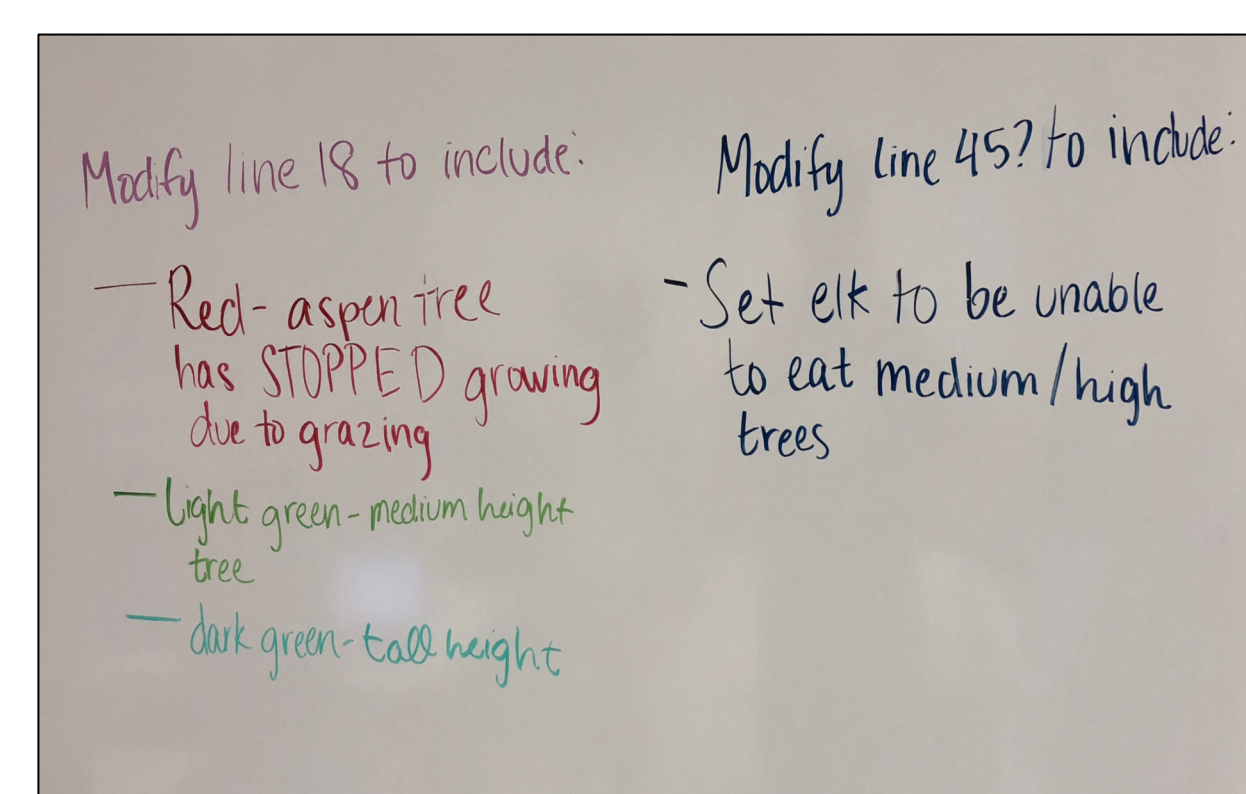 Modify line 18 to include:
— Red- aspen tree
has STOPPED growing
due to grazing
— light green - medium height
tree
— dark green - tall height
Modify line 45? to include:
- Set elk to be unable
to eat medium/high
trees